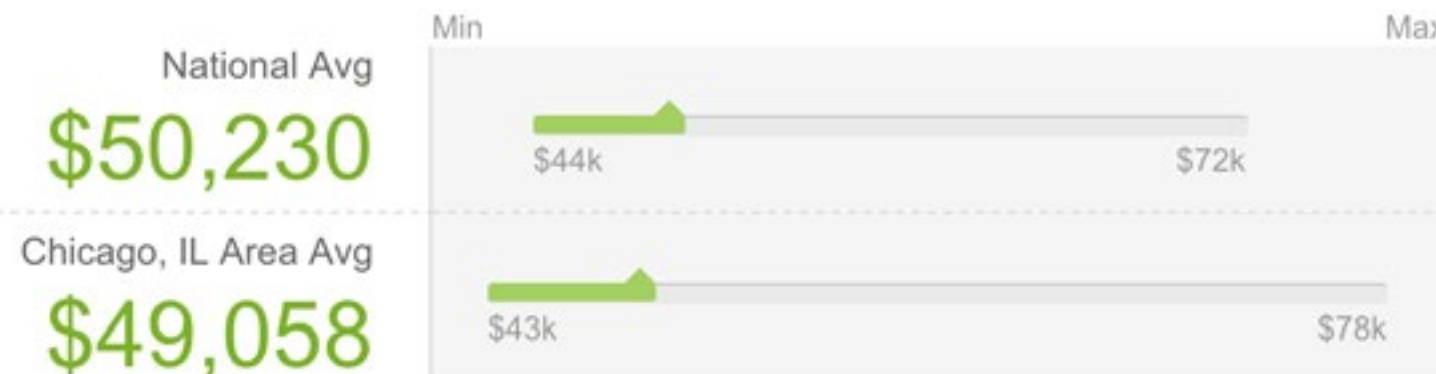 Min Max
National Avg
$50,230
$44k $72k
Chicago, IL Area Avg
$49,058
$43k $78k